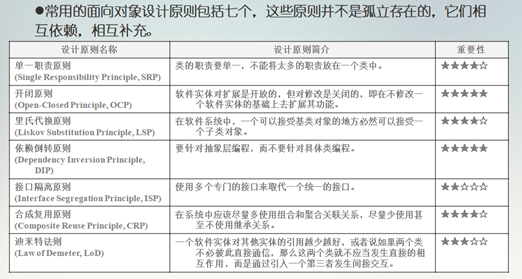 ●常用的面向对象设计原则包括七个，这些原则并不是孤立存在的，它们相
互依赖，相互补充。
设计原则名称 设计原则简介 重要性
单一职责原则
(Single Responsibility Principle, SRP)
类的职责要单一，不能将太多的职责放在一个类中。
★★★★☆
开闭原则
(Open-Closed Principle, OCP)
软件实体对扩展是开放的，但对修改是关闭的，即在不修改一
个软件实体的基础上去扩展其功能。
★★★★★
里氏代换原则
(Liskov Substitution Principle, LSP)
在软件系统中，一个可以接受基类对象的地方必然可以接受一
个子类对象。
★★★★☆
依赖倒转原则
(Dependency Inversion Principle,
DIP)
要针对抽象层编程，而不要针对具体类编程。
★★★★★
接口隔离原则
(Interface Segregation Principle, ISP)
使用多个专门的接口来取代一个统一的接口。
★★☆☆☆
合成复用原则
(Composite Reuse Principle, CRP)
在系统中应该尽量多使用组合和聚合关联关系，尽量少使用甚
至不使用继承关系。
★★★★☆
迪米特法则
(Law of Demeter, LoD)
一个软件实体对其他实体的引用越少越好，或者说如果两个类
不必彼此直接通信，那么这两个类就不应当发生直接的相
互作用，而是通过引入一个第三者发生间接交互。
★★★☆☆